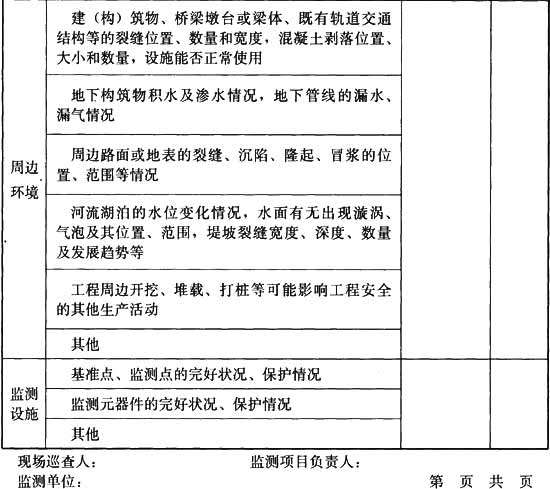 建（构）筑物、桥梁墩台或梁体、既有轨道交通
结构等的裂缝位置、数量和宽度，混凝土剥落位置、
大小和数量，设施能否正常使用
地下构筑物积水及渗水情况，地下管线的漏水、
漏气情况
周边路面或地表的裂缝、沉陷、隆起、冒浆的位
置、范围等情况
周边
环境
河流湖泊的水位变化情况，水面有无出现漩涡、
气泡及其位置、范围，堤坡裂缝宽度、深度、数量
及发展趋势等
工程周边开挖、堆载、打桩等可能影响工程安全
的其他生产活动
其他
基准点、监测点的完好状况、保护情况
监测
设施
监测元器件的完好状况、保护情况
其他
现场巡查人： 监测项目负责人：
监测单位： 第 页 共 页